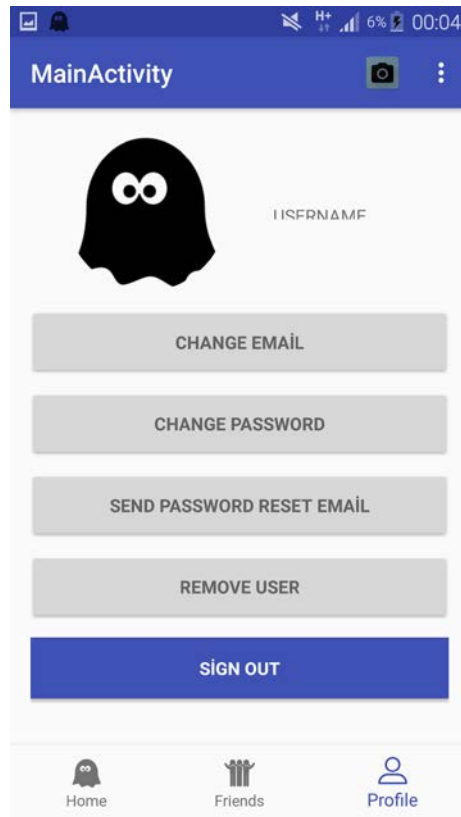 H+ 6% 00:04
MainActivity
USERNAME
CHANGE EMAİL
CHANGE PASSWORD
SEND PASSWORD RESET EMAİL
REMOVE USER
SİGN OUT
Home Friends Profile